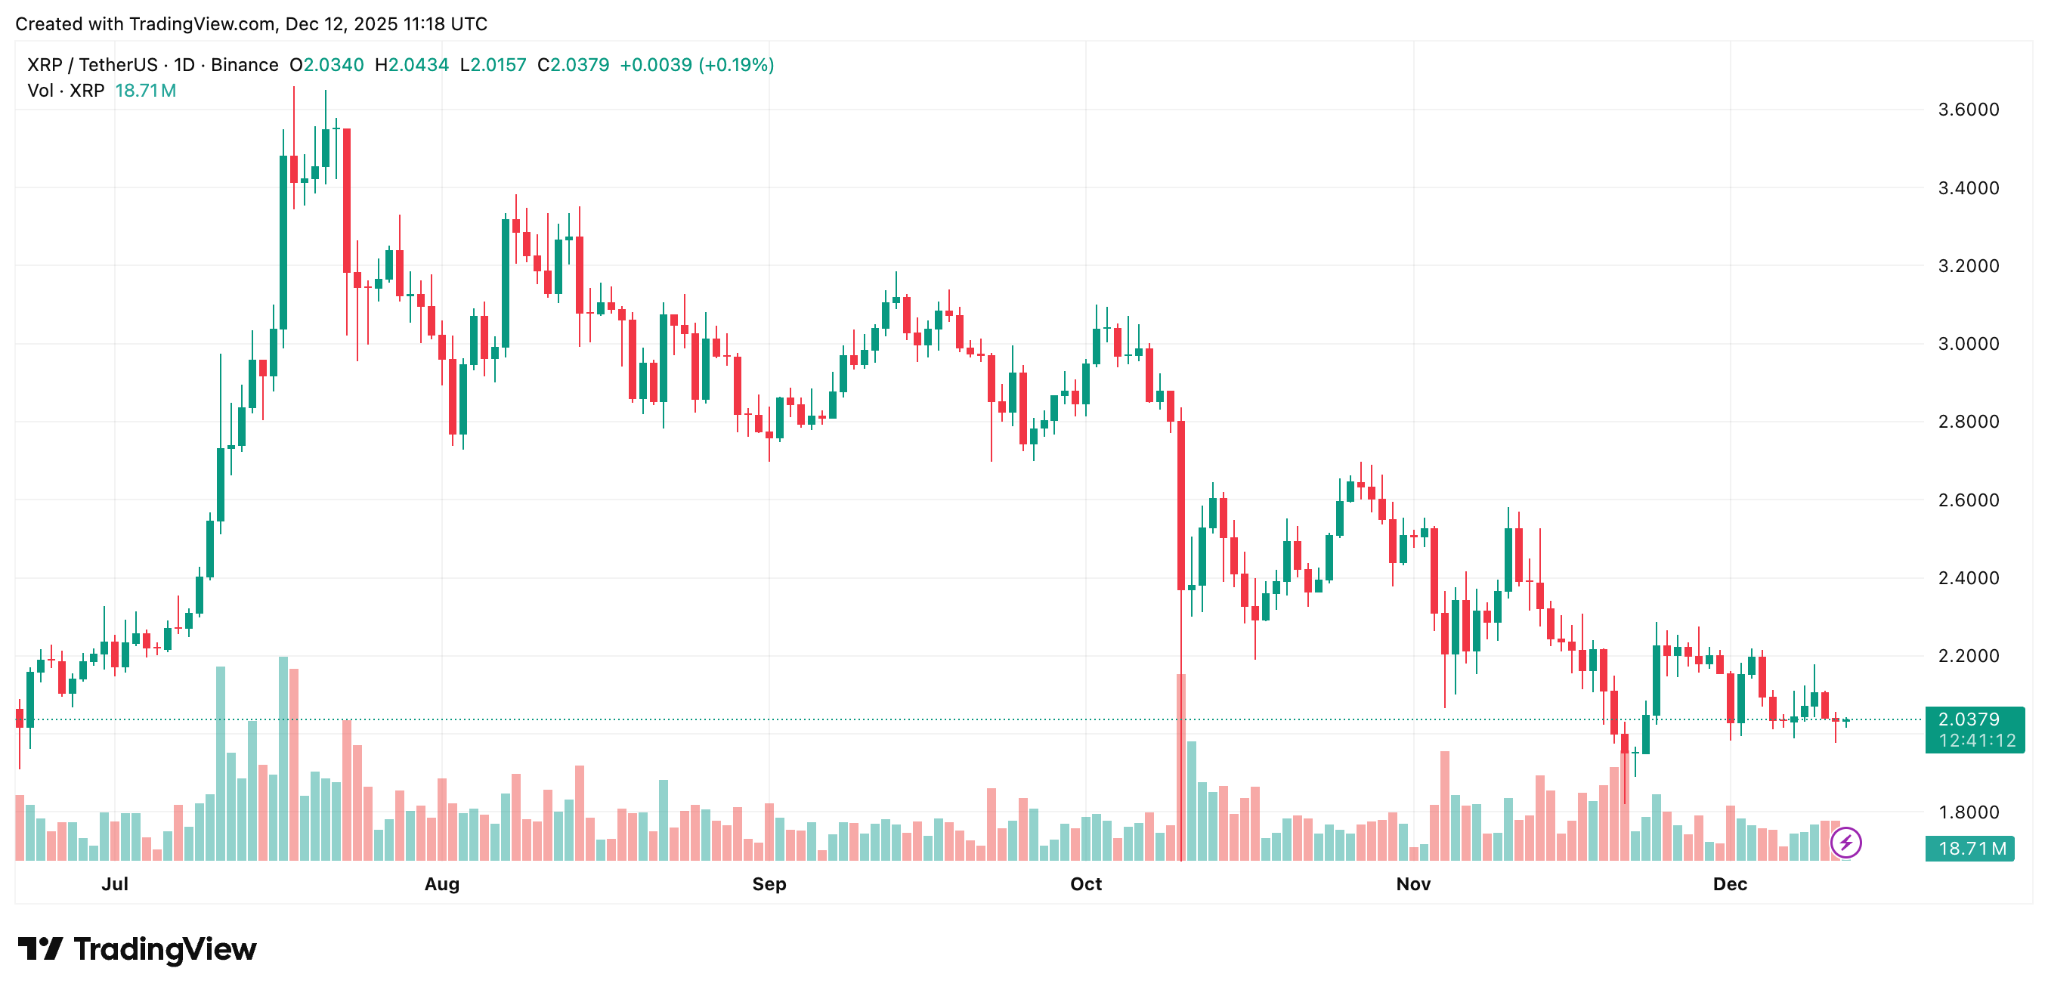 Created with TradingView.com, Dec 12, 2025 11:18 UTC
XRP / TetherUS · 1D · Binance O2.0340 H2.0434 L2.0157 C2.0379 +0.0039 (+0.19%)
Vol · XRP 18.71M
3.6000
3.4000
3.2000
3.0000
2.8000
2.6000
2.4000
2.2000
2.0379
12:41:12
1.8000
18.71M
Jul Aug Sep Oct Nov Dec
TradingView